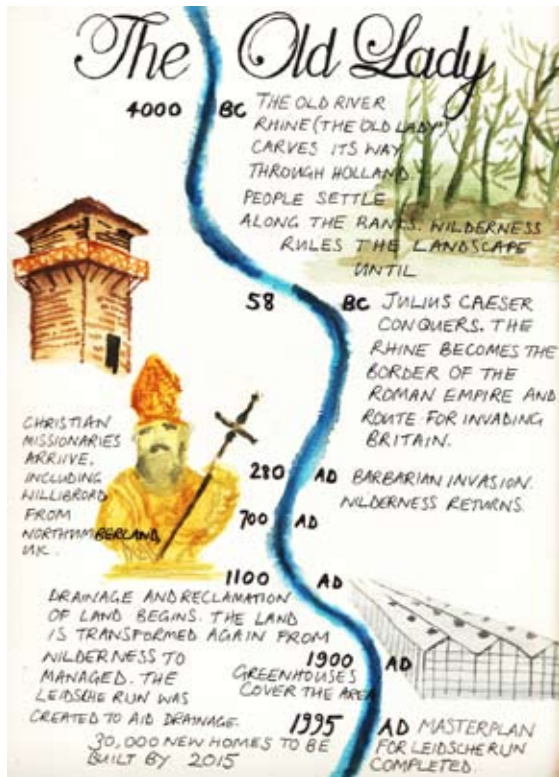 The Old Lady
4000 BC THE OLD RIVER
RHINE (THE OLD LADY")
CARVES ITS WAY
THROUGH HOLLAND.
PEOPLE SETTLE
ALONG THE BANKS. WILDERNESS
RULES THE LANDSCAPE
UNTIL
58 BC JULIUS CAESER
CONQUERS. THE
RHINE BECOMES THE
BORDER OF THE
ROMAN EMPIRE AND
ROUTE FOR INVADING
BRITAIN.
280 AD BARBARIAN INVASION.
WILDERNESS RETURNS.
700 AD
CHRISTIAN
MISSIONARIES
ARRIIVE.
INCLUDING
WILLIBRORD
FROM
NORTHUMBERLAND,
UK.
1100 AD
DRAINAGE AND RECLAMATION
OF LAND BEGINS. THE LAND
IS TRANSFORMED AGAIN FROM
WILDERNESS TO
MANAGED. THE
LEIDSCHE RIJN WAS
CREATED TO AID DRAINAGE.
1900 AD
GREENHOUSES
COVER THE AREA
1995 AD MASTERPLAN
FOR LEIDSCHE RIJN
COMPLETED.
30,000 NEW HOMES TO BE
BUILT BY 2015